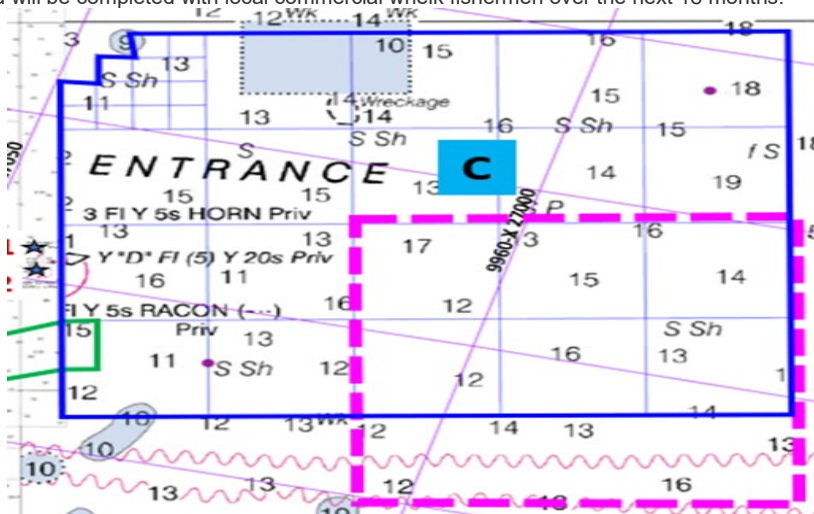 will be completed with local commercial whelk fishermen over the next 18 months.
12 12 Wk 14 Wk 18
3 9 13 10 15 16
S Sh 15 18
11 14 Wreckage
13 14 16 S Sh 15
S S Sh f S 18
ENTRANCE C 14
15 15 13 19
3 Fl Y 5s HORN Priv P
13 13 17 3 16
Y "D" Fl (5) Y 20s Priv 9960-X 27000
16 11 15 14
16 12
Fl Y 5s RACON (- · ·)
15 Priv 13 S Sh
11 S Sh 12 16 13
12 12
10 12 13 Wk 12 14 13 14
10 13
10 13 13 12 16
13
10